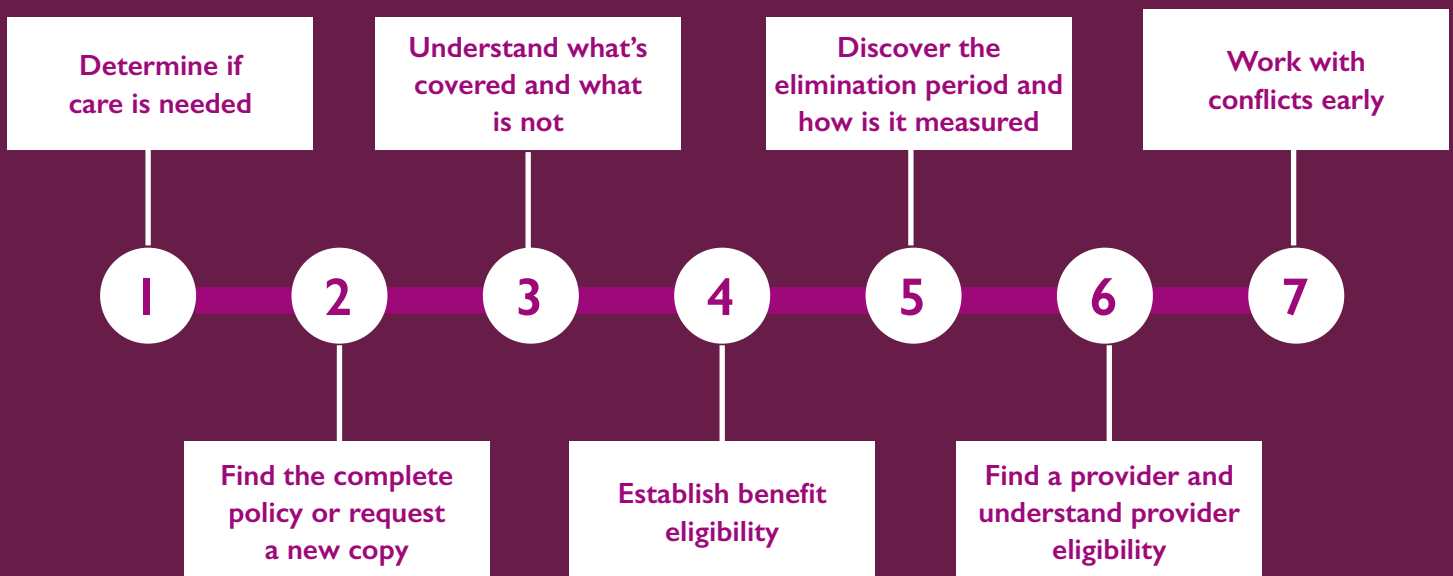 Determine if
care is needed
Understand what's
covered and what
is not
Discover the
elimination period and
how is it measured
Work with
conflicts early
1
2
3
4
5
6
7
Find the complete
policy or request
a new copy
Establish benefit
eligibility
Find a provider and
understand provider
eligibility